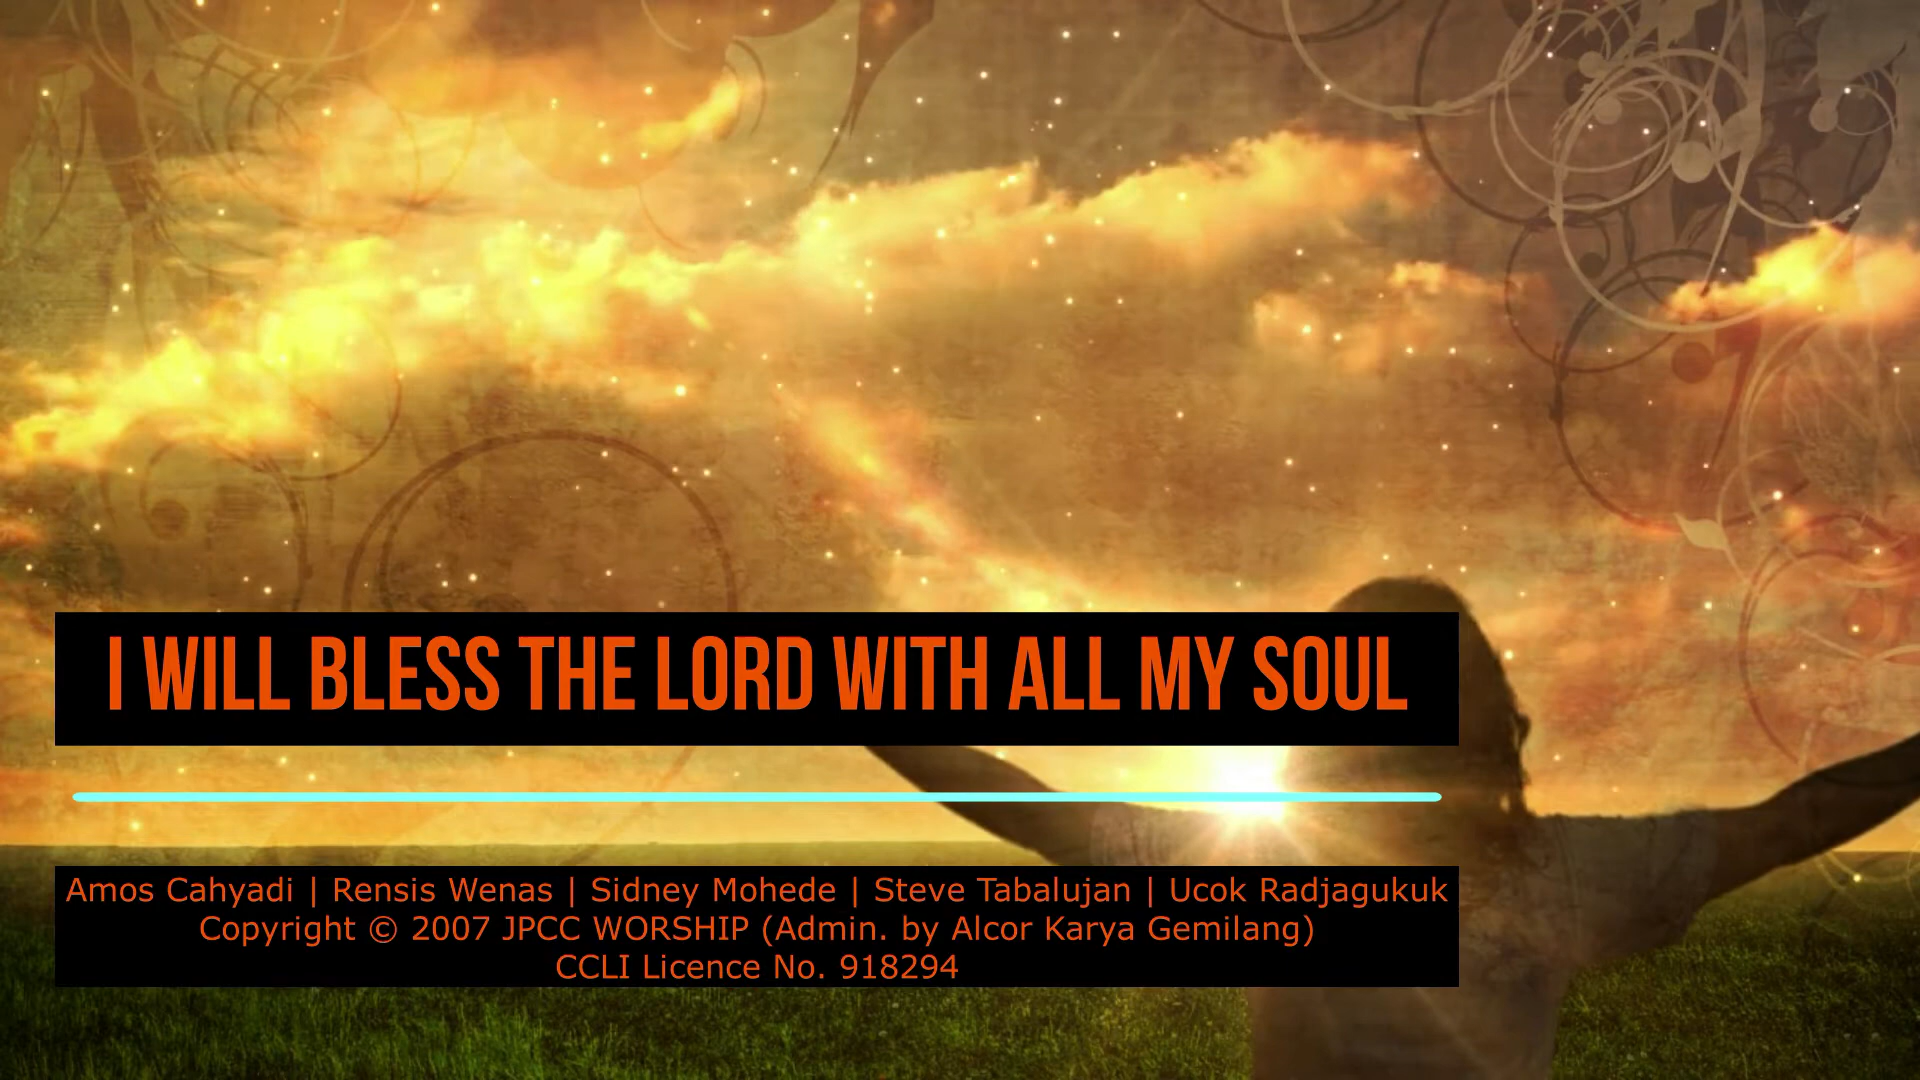 I WILL BLESS THE LORD WITH ALL MY SOUL
Amos Cahyadi | Rensis Wenas | Sidney Mohede | Steve Tabalujan | Ucok Radjagukuk
Copyright © 2007 JPCC WORSHIP (Admin. by Alcor Karya Gemilang)
CCLI Licence No. 918294